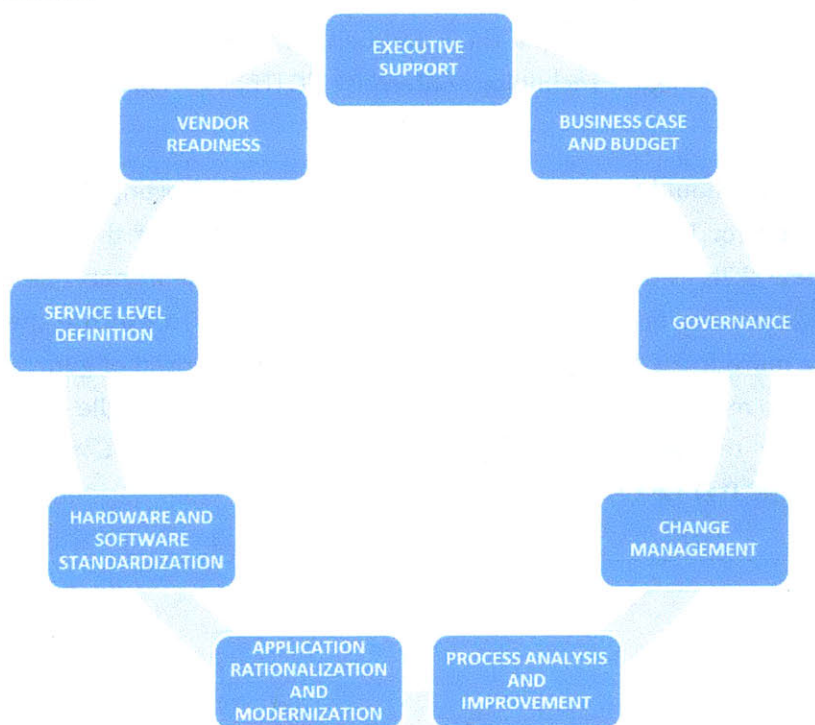 EXECUTIVE
SUPPORT
BUSINESS CASE
AND BUDGET
GOVERNANCE
CHANGE
MANAGEMENT
PROCESS ANALYSIS
AND
IMPROVEMENT
APPLICATION
RATIONALIZATION
AND
MODERNIZATION
HARDWARE AND
SOFTWARE
STANDARDIZATION
SERVICE LEVEL
DEFINITION
VENDOR
READINESS